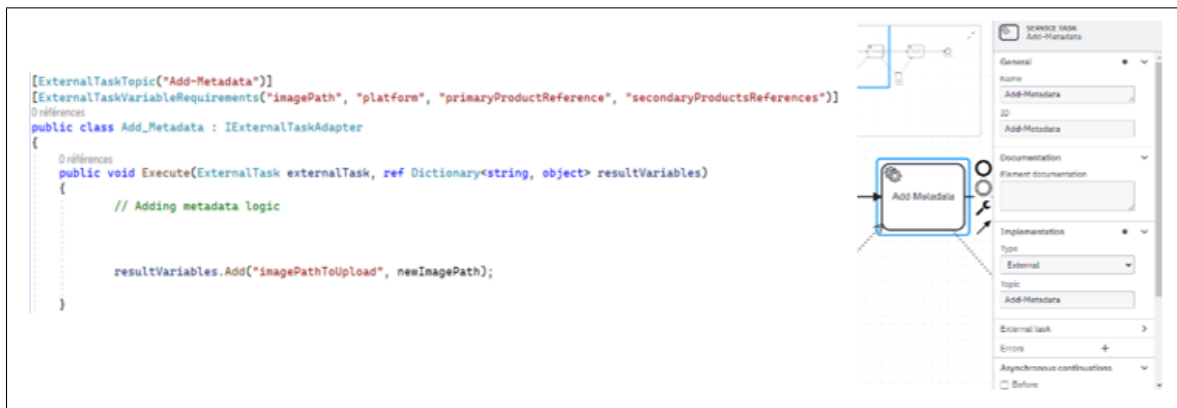 [ExternalTaskTopic("Add-Metadata")]
[ExternalTaskVariableRequirements("imagePath", "platform", "primaryProductReference", "secondaryProductsReferences")]
0 références
public class Add_Metadata : IExternalTaskAdapter
{
0 références
public void Execute(ExternalTask externalTask, ref Dictionary<string, object> resultVariables)
{
// Adding metadata logic
resultVariables.Add("imagePathToUpload", newImagePath);
}
Add-Metadata
SERVICE TASK
Add-Metadata
General
Name
Add-Metadata
ID
Add-Metadata
Documentation
Element documentation
Implementation
Type
External
Topic
Add-Metadata
External task
Errors
Asynchronous continuations
Before